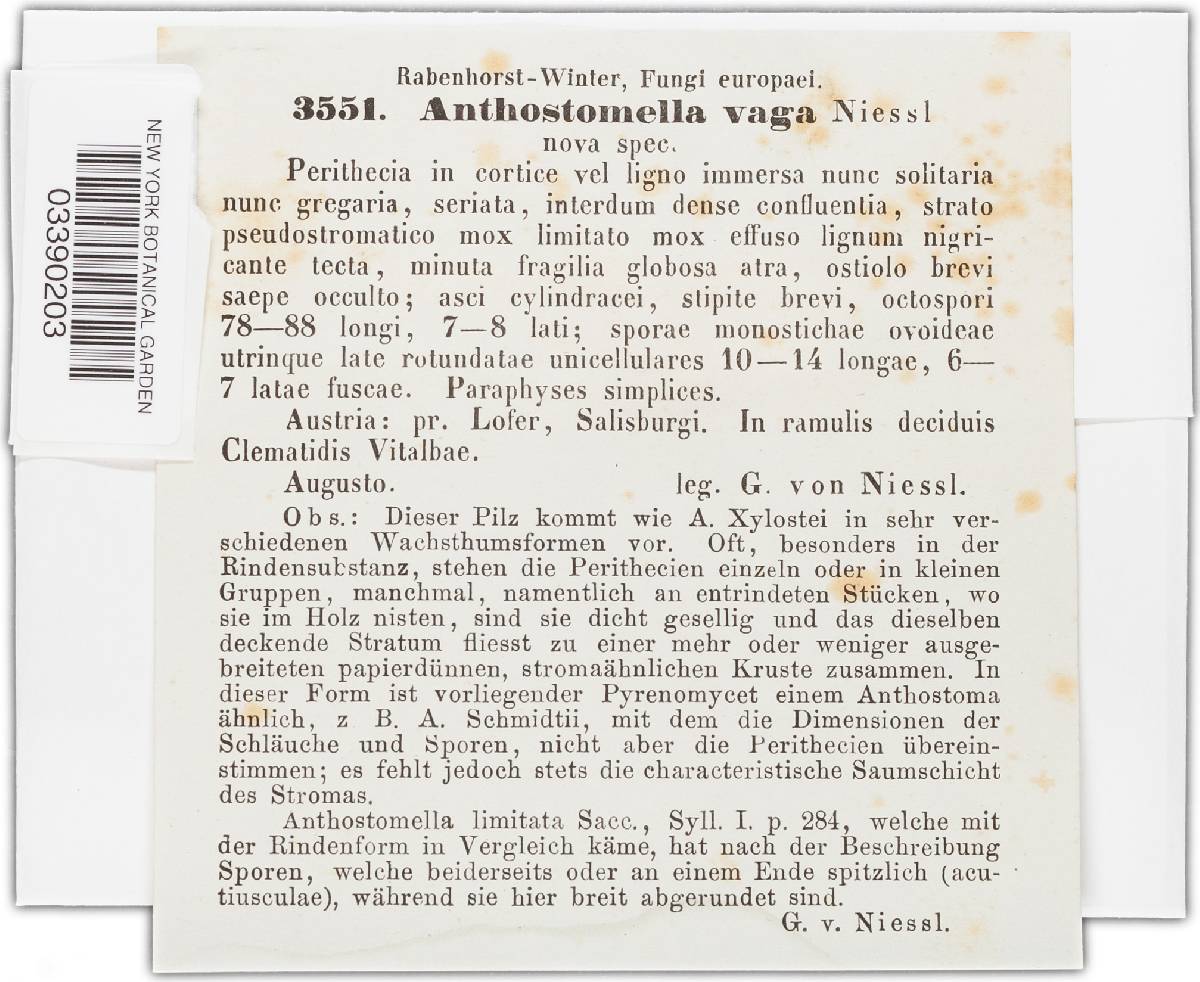 Rabenhorst-Winter, Fungi europaei.
3551. Anthostomella vaga Niessl
nova spec.
Perithecia in cortice vel ligno immersa nunc solitaria
nunc gregaria, seriata, interdum dense confluentia, strato
pseudostromatico mox limitato mox effuso lignum nigri-
cante tecta, minuta fragilia globosa atra, ostiolo brevi
saepe occulto; asci cylindracei, stipite brevi, octospori
78—88 longi, 7—8 lati; sporae monostichae ovoideae
utrinque late rotundatae unicellulares 10—14 longae, 6—
7 latae fuscae. Paraphyses simplices.
Austria: pr. Lofer, Salisburgi. In ramulis deciduis
Clematidis Vitalbae.
Augusto. leg. G. von Niessl.
Obs.: Dieser Pilz kommt wie A. Xylostei in sehr ver-
schiedenen Wachsthumsformen vor. Oft, besonders in der
Rindensubstanz, stehen die Perithecien einzeln oder in kleinen
Gruppen, manchmal, namentlich an entrindeten Stücken, wo
sie im Holz nisten, sind sie dicht gesellig und das dieselben
deckende Stratum fliesst zu einer mehr oder weniger ausge-
breiteten papierdünnen, stromaähnlichen Kruste zusammen. In
dieser Form ist vorliegender Pyrenomycet einem Anthostoma
ähnlich, z B. A. Schmidtii, mit dem die Dimensionen der
Schläuche und Sporen, nicht aber die Perithecien überein-
stimmen; es fehlt jedoch stets die characteristische Saumschicht
des Stromas.
Anthostomella limitata Sacc., Syll. I. p. 284, welche mit
der Rindenform in Vergleich käme, hat nach der Beschreibung
Sporen, welche beiderseits oder an einem Ende spitzlich (acu-
tiusculae), während sie hier breit abgerundet sind.
G. v. Niessl.
NEW YORK BOTANICAL GARDEN
03390203